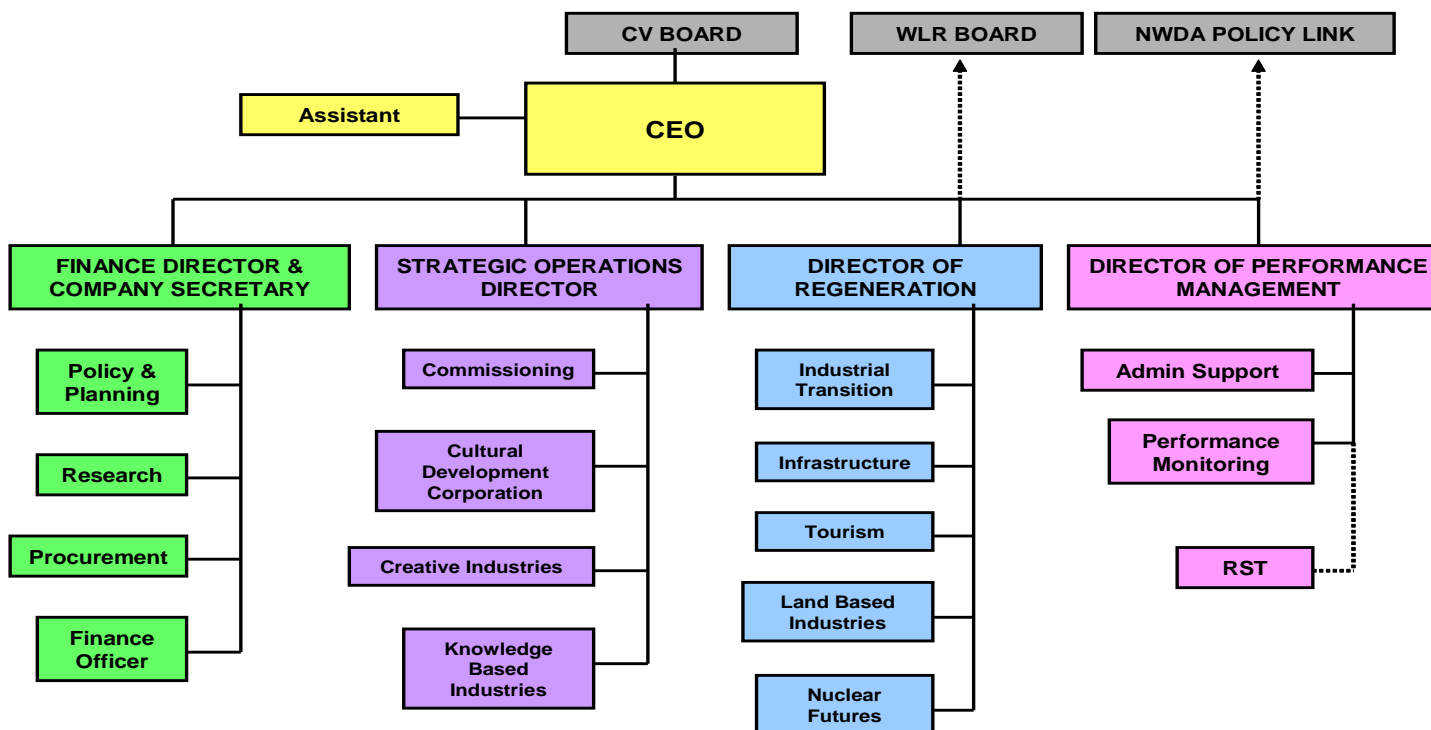 CV BOARD
WLR BOARD
NWDA POLICY LINK
Assistant
CEO
FINANCE DIRECTOR &
COMPANY SECRETARY
STRATEGIC OPERATIONS
DIRECTOR
DIRECTOR OF
REGENERATION
DIRECTOR OF PERFORMANCE
MANAGEMENT
Policy &
Planning
Research
Procurement
Finance
Officer
Commissioning
Cultural
Development
Corporation
Creative Industries
Knowledge
Based
Industries
Industrial
Transition
Infrastructure
Tourism
Land Based
Industries
Nuclear
Futures
Admin Support
Performance
Monitoring
RST